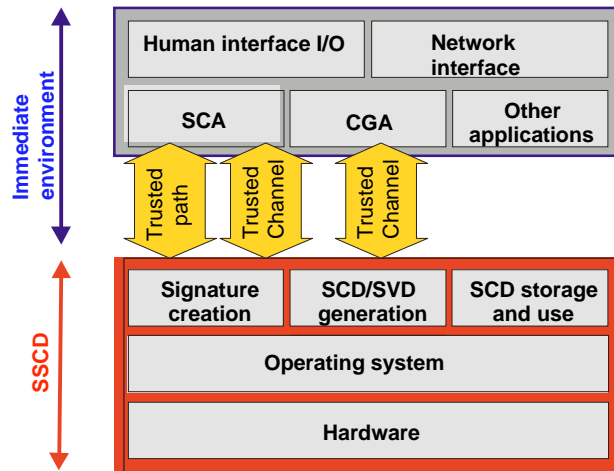 Immediate
environment
Human interface I/O
Network
interface
SCA
CGA
Other
applications
Trusted
path
Trusted
Channel
Trusted
Channel
SSCD
Signature
creation
SCD/SVD
generation
SCD storage
and use
Operating system
Hardware